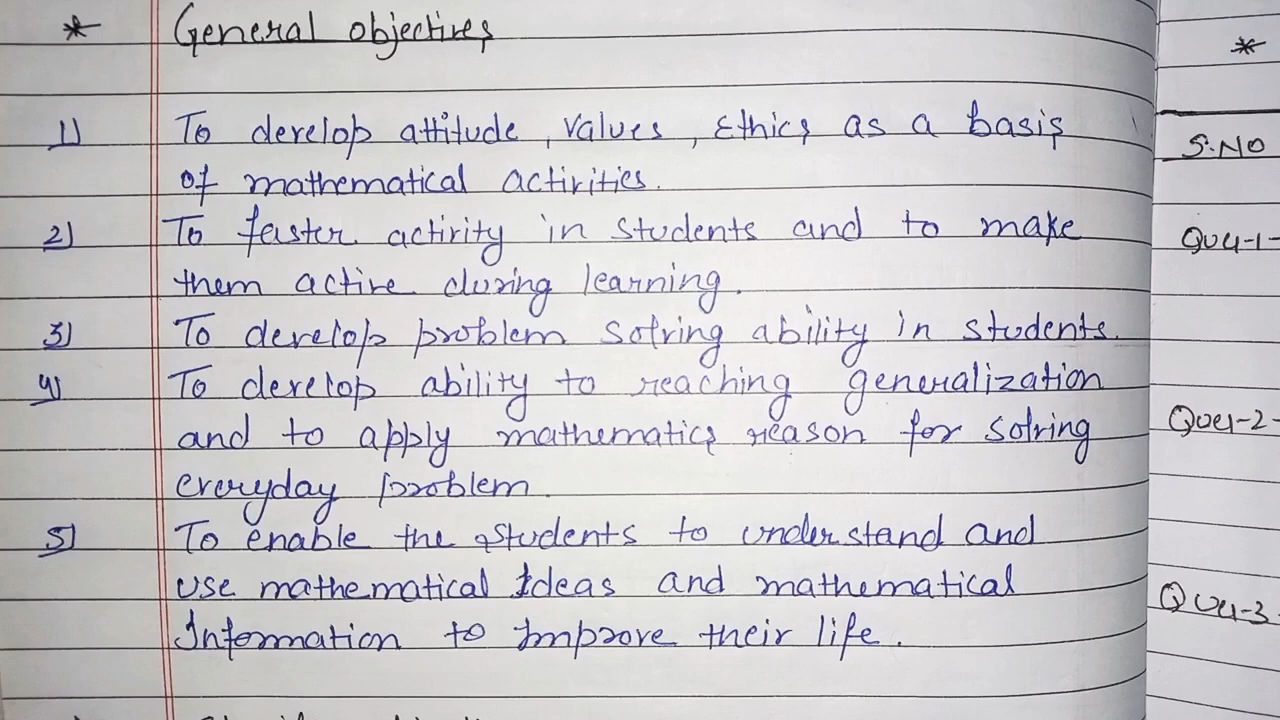 * General objectives
1) To develop attitude, values, Ethics as a basis
of mathematical activities.
2) To faster activity in students and to make
them active during learning.
3) To develop problem solving ability in students.
4) To develop ability to reaching generalization
and to apply mathematics reason for solving
everyday problem.
5) To enable the students to understand and
use mathematical Ideas and mathematical
Information to Improve their life.
*
S.NO
Que-1-
Que-2-
Que-3